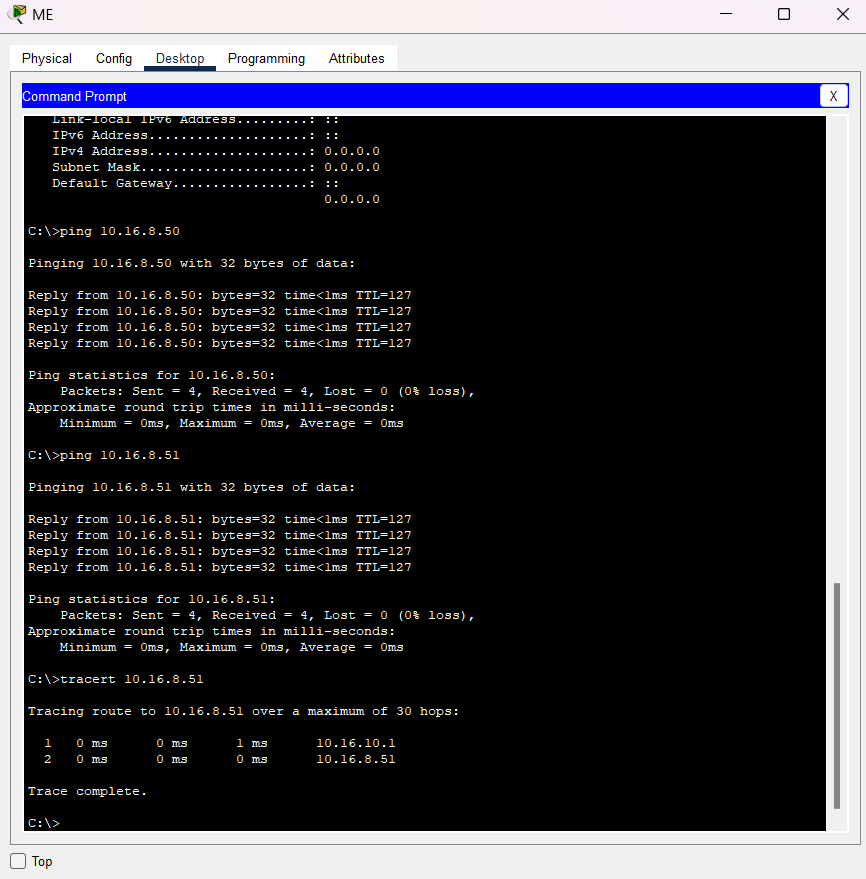 ME
Physical Config Desktop Programming Attributes
Command Prompt X
Link-local IPv6 Address.........: ::
IPv6 Address....................: ::
IPv4 Address....................: 0.0.0.0
Subnet Mask.....................: 0.0.0.0
Default Gateway.................: ::
0.0.0.0
C:\>ping 10.16.8.50
Pinging 10.16.8.50 with 32 bytes of data:
Reply from 10.16.8.50: bytes=32 time<1ms TTL=127
Reply from 10.16.8.50: bytes=32 time<1ms TTL=127
Reply from 10.16.8.50: bytes=32 time<1ms TTL=127
Reply from 10.16.8.50: bytes=32 time<1ms TTL=127
Ping statistics for 10.16.8.50:
Packets: Sent = 4, Received = 4, Lost = 0 (0% loss),
Approximate round trip times in milli-seconds:
Minimum = 0ms, Maximum = 0ms, Average = 0ms
C:\>ping 10.16.8.51
Pinging 10.16.8.51 with 32 bytes of data:
Reply from 10.16.8.51: bytes=32 time<1ms TTL=127
Reply from 10.16.8.51: bytes=32 time<1ms TTL=127
Reply from 10.16.8.51: bytes=32 time<1ms TTL=127
Reply from 10.16.8.51: bytes=32 time<1ms TTL=127
Ping statistics for 10.16.8.51:
Packets: Sent = 4, Received = 4, Lost = 0 (0% loss),
Approximate round trip times in milli-seconds:
Minimum = 0ms, Maximum = 0ms, Average = 0ms
C:\>tracert 10.16.8.51
Tracing route to 10.16.8.51 over a maximum of 30 hops:
1 0 ms 0 ms 1 ms 10.16.10.1
2 0 ms 0 ms 0 ms 10.16.8.51
Trace complete.
C:\>
Top